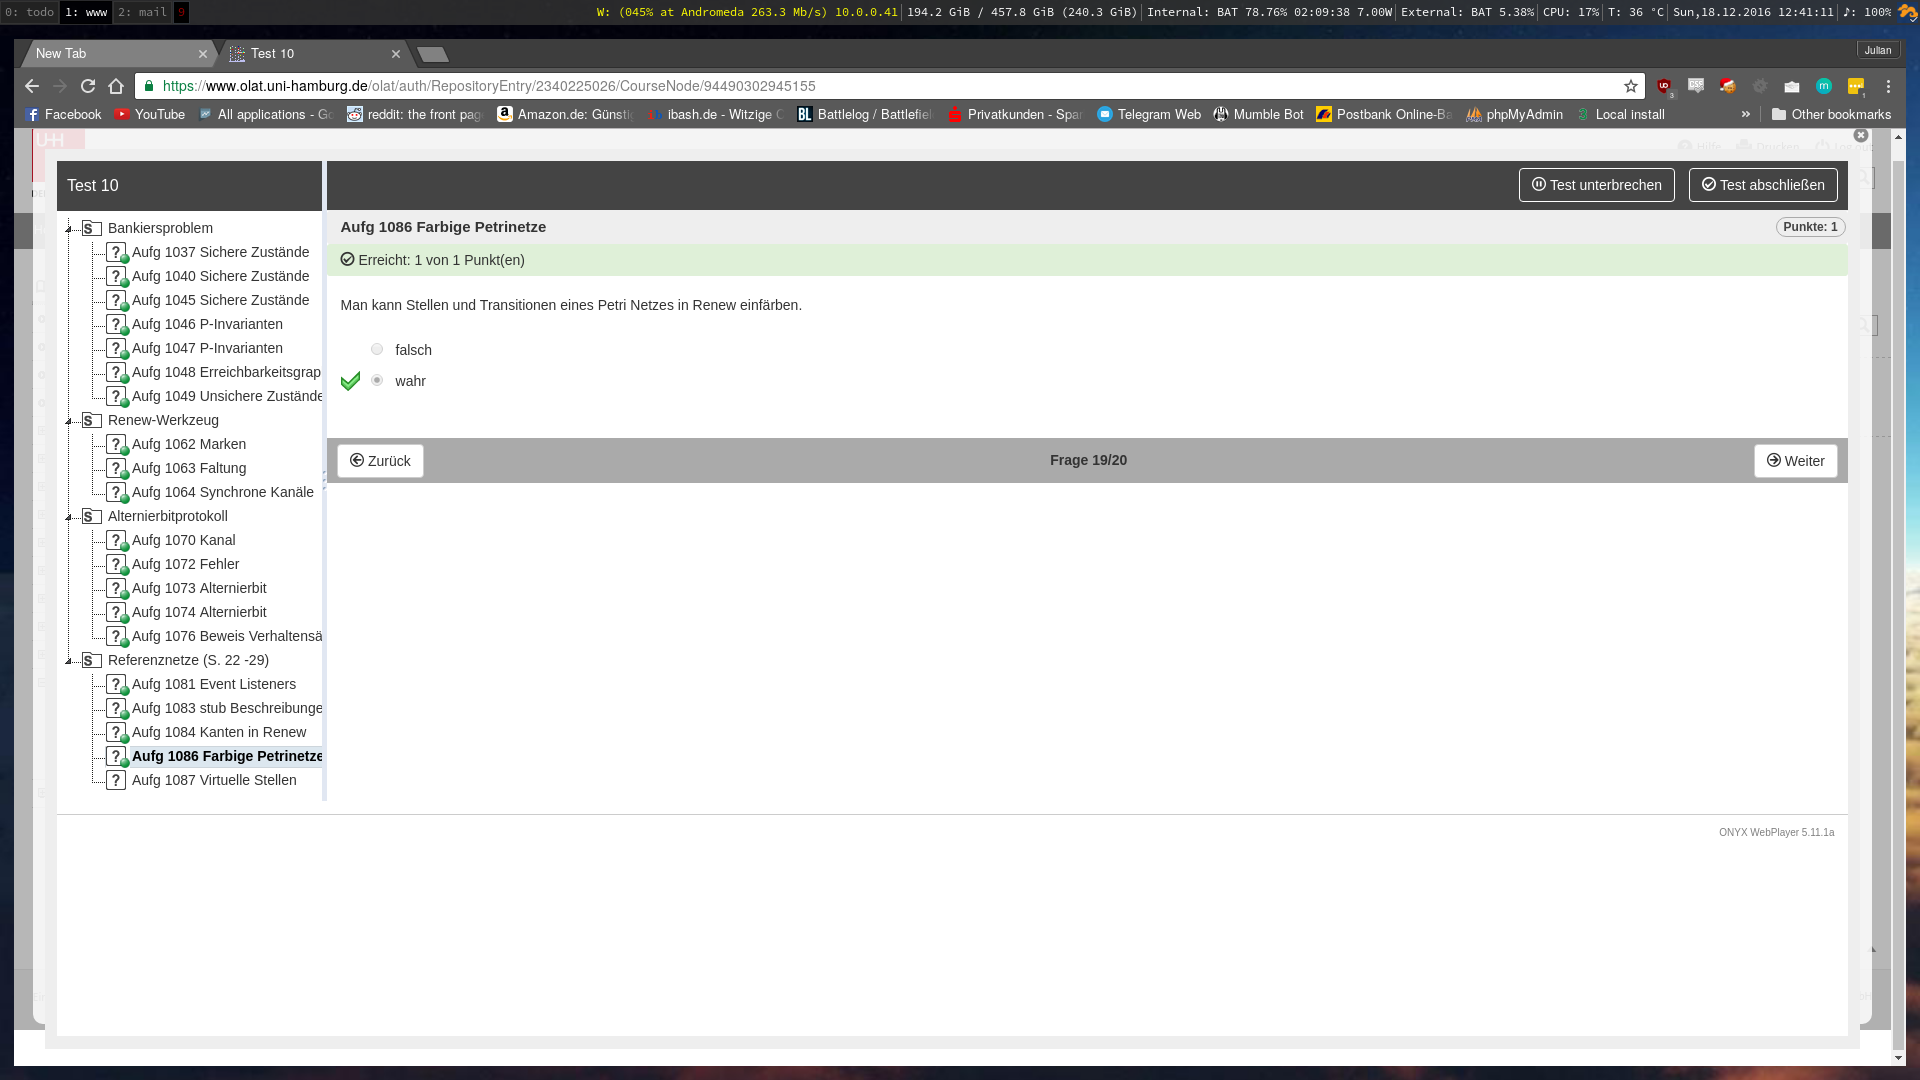 0: todo 1: www 2: mail 9 W: (045% at Andromeda 263.3 Mb/s) 10.0.0.41 194.2 GiB / 457.8 GiB (240.3 GiB) Internal: BAT 78.76% 02:09:38 7.00W External: BAT 5.38% CPU: 17% T: 36 °C Sun,18.12.2016 12:41:11 ♪: 100%
New Tab Test 10 Julian
https://www.olat.uni-hamburg.de/olat/auth/RepositoryEntry/2340225026/CourseNode/94490302945155
Facebook YouTube All applications - Go reddit: the front pag Amazon.de: Günsti ibash.de - Witzige C Battlelog / Battlefiel Privatkunden - Spar Telegram Web Mumble Bot Postbank Online-Ba phpMyAdmin Local install » Other bookmarks
Hilfe Drucken
Test 10 Test unterbrechen Test abschließen
Aufg 1086 Farbige Petrinetze Punkte: 1
Erreicht: 1 von 1 Punkt(en)
Man kann Stellen und Transitionen eines Petri Netzes in Renew einfärben.
falsch
wahr
Zurück Frage 19/20 Weiter
Bankiersproblem
Aufg 1037 Sichere Zustände
Aufg 1040 Sichere Zustände
Aufg 1045 Sichere Zustände
Aufg 1046 P-Invarianten
Aufg 1047 P-Invarianten
Aufg 1048 Erreichbarkeitsgrap
Aufg 1049 Unsichere Zustände
Renew-Werkzeug
Aufg 1062 Marken
Aufg 1063 Faltung
Aufg 1064 Synchrone Kanäle
Alternierbitprotokoll
Aufg 1070 Kanal
Aufg 1072 Fehler
Aufg 1073 Alternierbit
Aufg 1074 Alternierbit
Aufg 1076 Beweis Verhaltensä
Referenznetze (S. 22 -29)
Aufg 1081 Event Listeners
Aufg 1083 stub Beschreibunge
Aufg 1084 Kanten in Renew
Aufg 1086 Farbige Petrinetze
Aufg 1087 Virtuelle Stellen
ONYX WebPlayer 5.11.1a